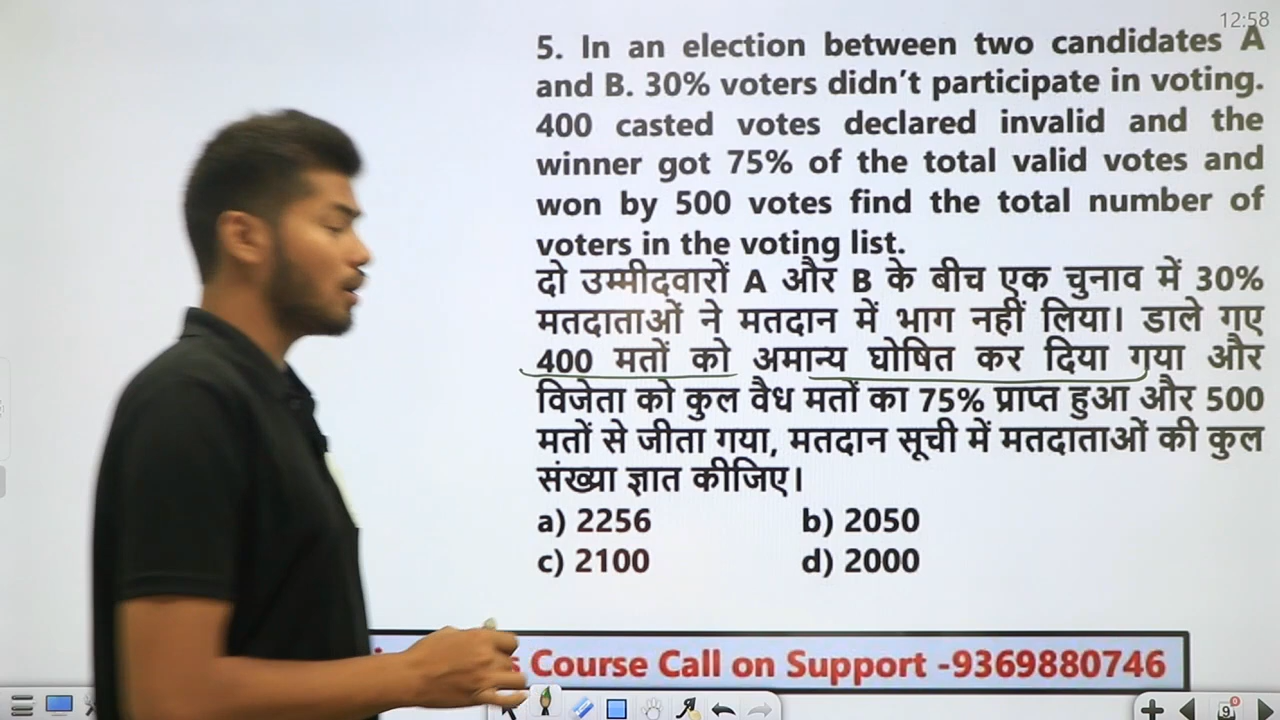 12:58
5. In an election between two candidates A
and B. 30% voters didn't participate in voting.
400 casted votes declared invalid and the
winner got 75% of the total valid votes and
won by 500 votes find the total number of
voters in the voting list.
दो उम्मीदवारों A और B के बीच एक चुनाव में 30%
मतदाताओं ने मतदान में भाग नहीं लिया। डाले गए
400 मतों को अमान्य घोषित कर दिया गया और
विजेता को कुल वैध मतों का 75% प्राप्त हुआ और 500
मतों से जीता गया, मतदान सूची में मतदाताओं की कुल
संख्या ज्ञात कीजिए।
a) 2256 b) 2050
c) 2100 d) 2000
Course Call on Support -9369880746
9